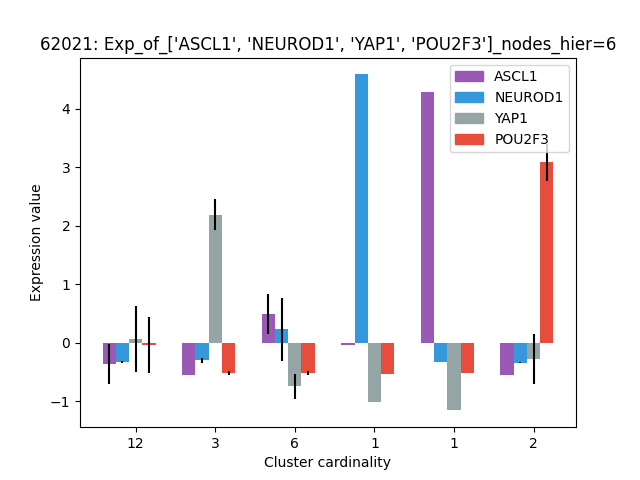 62021: Exp_of_['ASCL1', 'NEUROD1', 'YAP1', 'POU2F3']_nodes_hier=6
ASCL1
NEUROD1
YAP1
POU2F3
4
3
2
1
0
−1
Expression value
12 3 6 1 1 2
Cluster cardinality